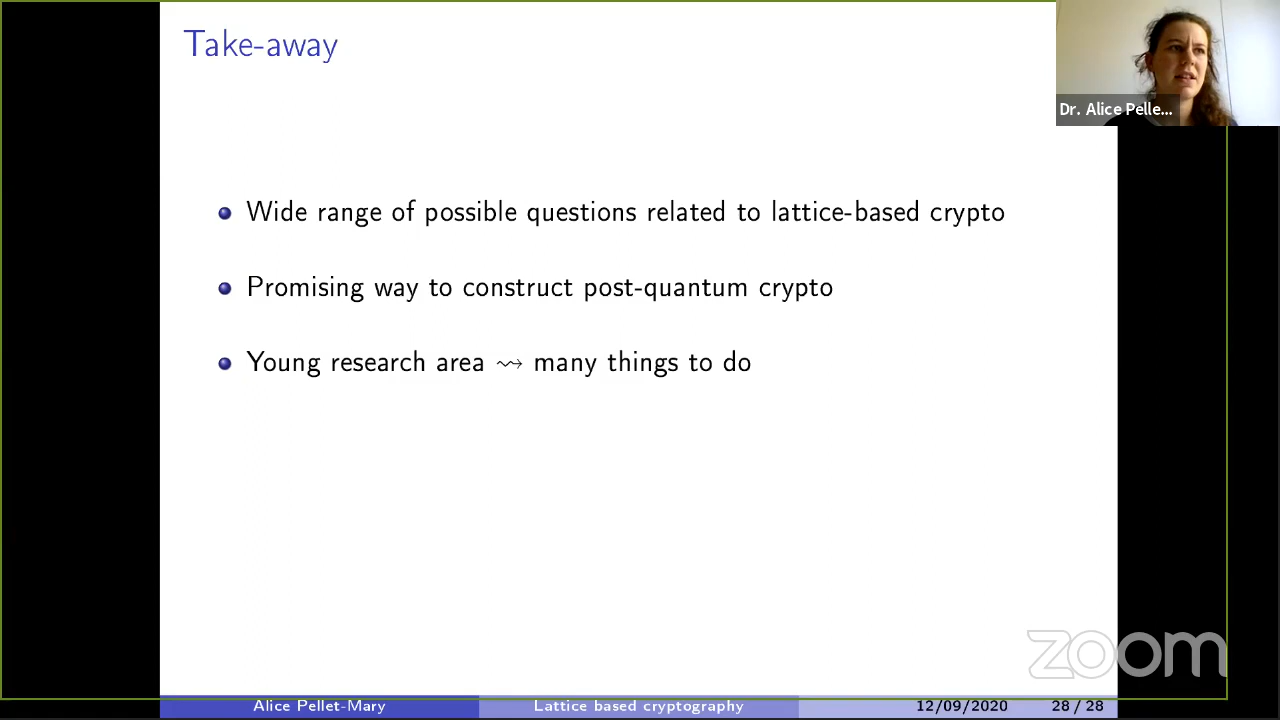 Take-away
Dr. Alice Pelle...
Wide range of possible questions related to lattice-based crypto
Promising way to construct post-quantum crypto
Young research area ⇝ many things to do
zoom
Alice Pellet-Mary
Lattice based cryptography
12/09/2020
28 / 28